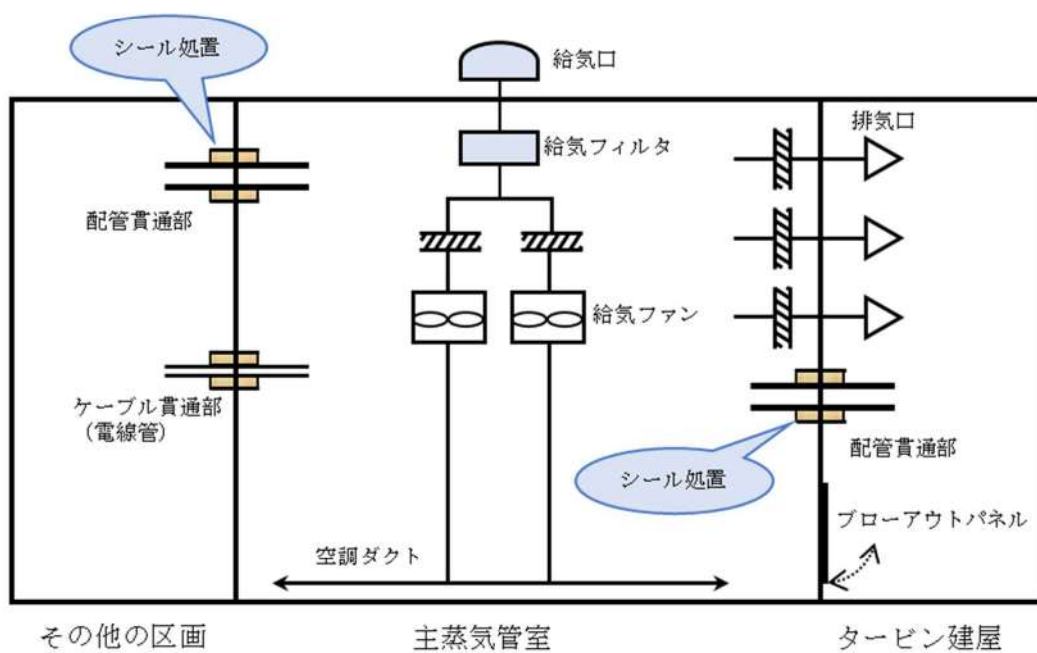 シール処置
給気口
排気口
給気フィルタ
配管貫通部
給気ファン
ケーブル貫通部
（電線管）
配管貫通部
シール処置
ブローアウトパネル
空調ダクト
その他の区画
主蒸気管室
タービン建屋